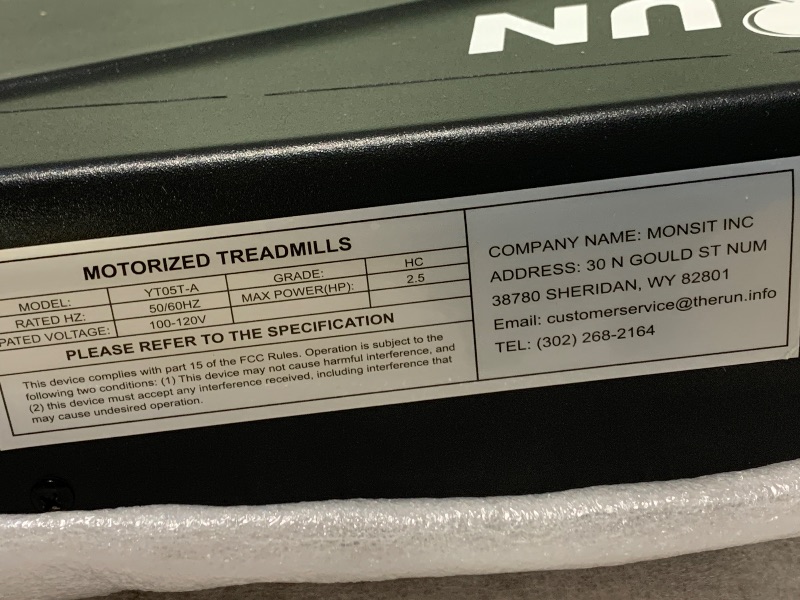 UN
MOTORIZED TREADMILLS
MODEL: YT05T-A GRADE: HC
RATED HZ: 50/60HZ MAX POWER(HP): 2.5
RATED VOLTAGE: 100-120V
PLEASE REFER TO THE SPECIFICATION
This device complies with part 15 of the FCC Rules. Operation is subject to the
following two conditions: (1) This device may not cause harmful interference, and
(2) this device must accept any interference received, including interference that
may cause undesired operation.
COMPANY NAME: MONSIT INC
ADDRESS: 30 N GOULD ST NUM
38780 SHERIDAN, WY 82801
Email: customerservice@therun.info
TEL: (302) 268-2164